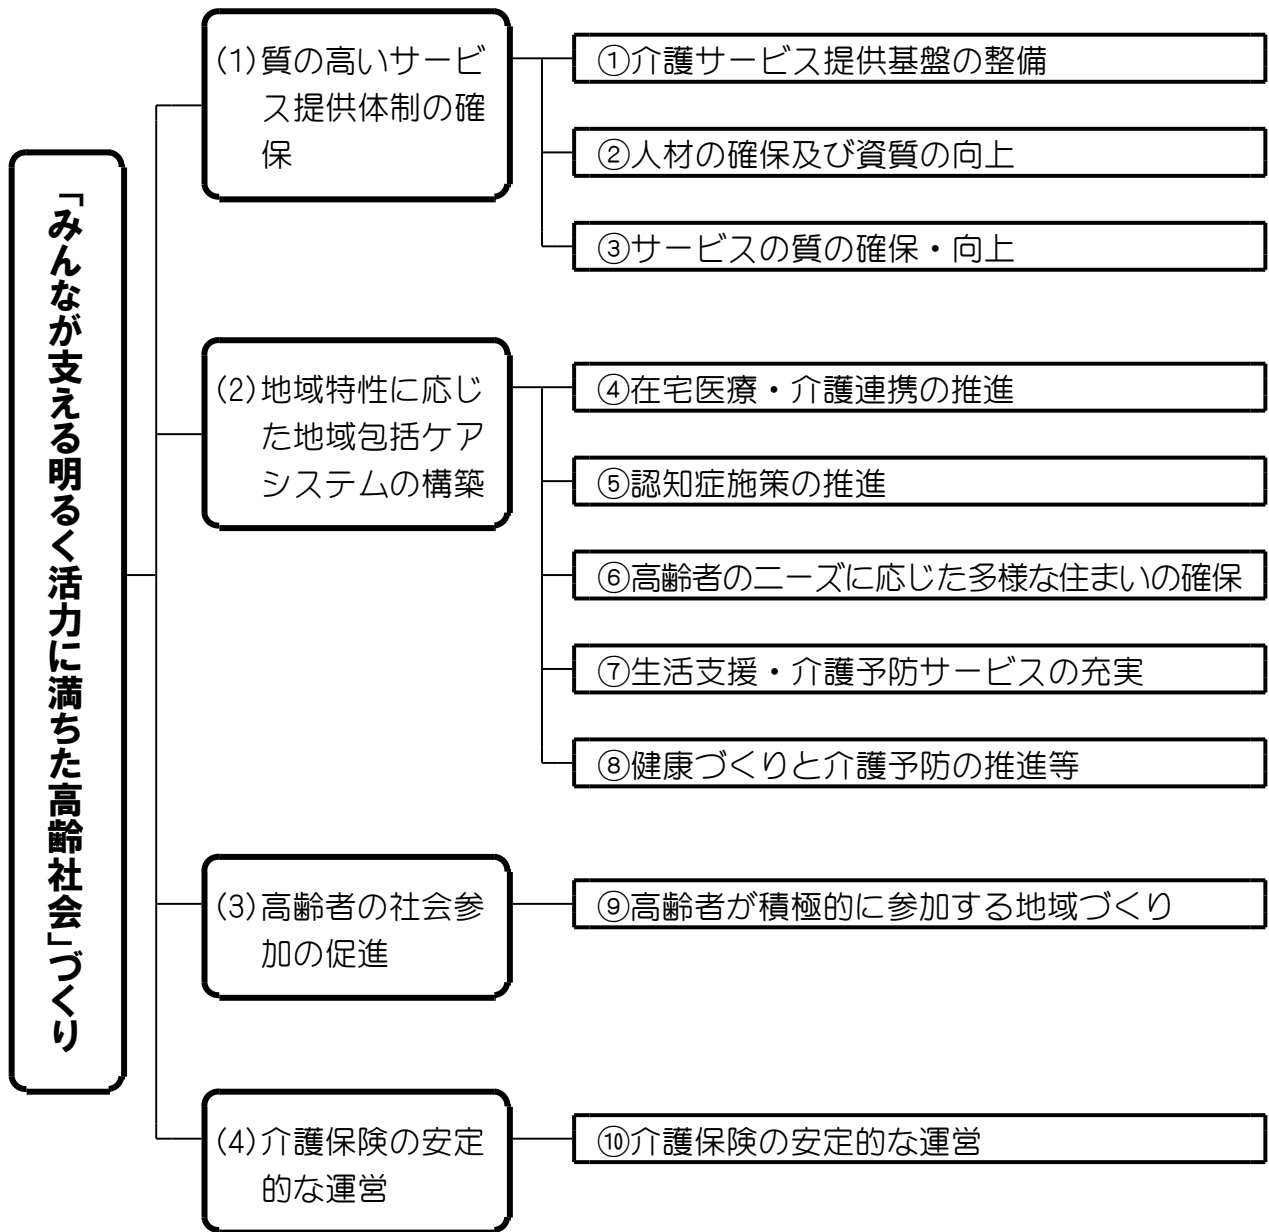 「みんなが支える明るく活力に満ちた高齢社会」づくり
(1)質の高いサービ
ス提供体制の確
保
①介護サービス提供基盤の整備
②人材の確保及び資質の向上
③サービスの質の確保・向上
(2)地域特性に応じ
た地域包括ケア
システムの構築
④在宅医療・介護連携の推進
⑤認知症施策の推進
⑥高齢者のニーズに応じた多様な住まいの確保
⑦生活支援・介護予防サービスの充実
⑧健康づくりと介護予防の推進等
(3)高齢者の社会参
加の促進
⑨高齢者が積極的に参加する地域づくり
(4)介護保険の安定
的な運営
⑩介護保険の安定的な運営